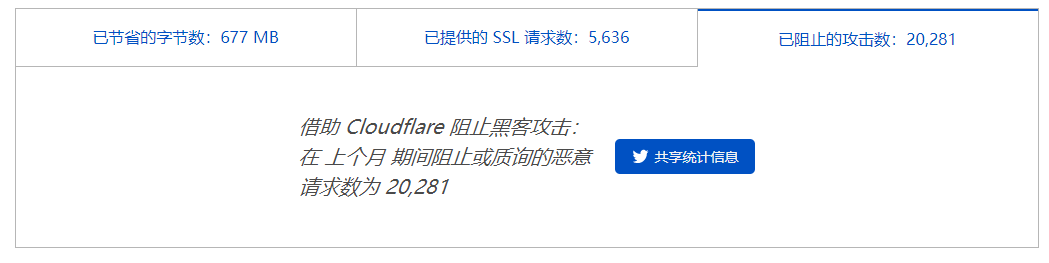 已节省的字节数：677 MB
已提供的 SSL 请求数：5,636
已阻止的攻击数：20,281
借助 Cloudflare 阻止黑客攻击：
在 上个月 期间阻止或质询的恶意
请求数为 20,281
共享统计信息